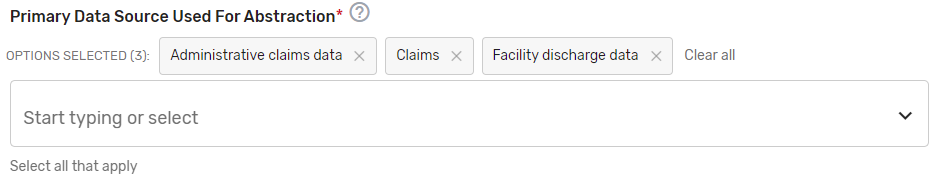 Primary Data Source Used For Abstraction* ?
OPTIONS SELECTED (3): Administrative claims data × Claims × Facility discharge data × Clear all
Start typing or select
Select all that apply